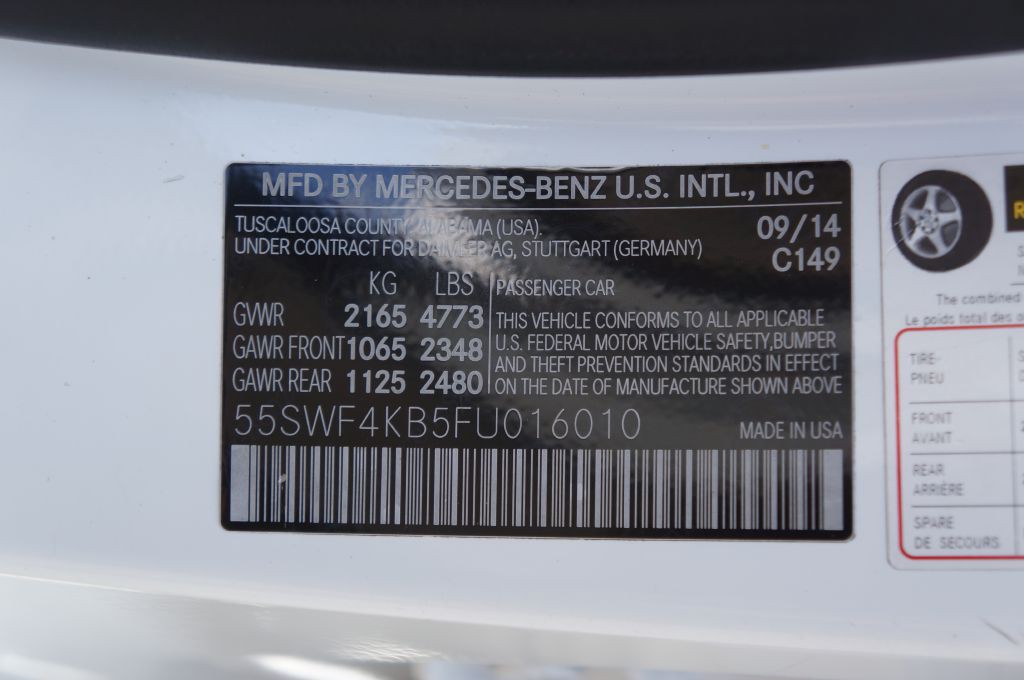 MFD BY MERCEDES-BENZ U.S. INTL., INC
TUSCALOOSA COUNTY, ALABAMA (USA).
UNDER CONTRACT FOR DAIMLER AG, STUTTGART (GERMANY)
09/14
C149
KG LBS
GWR 2165 4773
GAWR FRONT 1065 2348
GAWR REAR 1125 2480
PASSENGER CAR
THIS VEHICLE CONFORMS TO ALL APPLICABLE
U.S. FEDERAL MOTOR VEHICLE SAFETY,BUMPER
AND THEFT PREVENTION STANDARDS IN EFFECT
ON THE DATE OF MANUFACTURE SHOWN ABOVE
55SWF4KB5FU016010
MADE IN USA
The combined
Le poids total des
TIRE-
PNEU
FRONT
AVANT
REAR
ARRIÈRE
SPARE
DE SECOURS